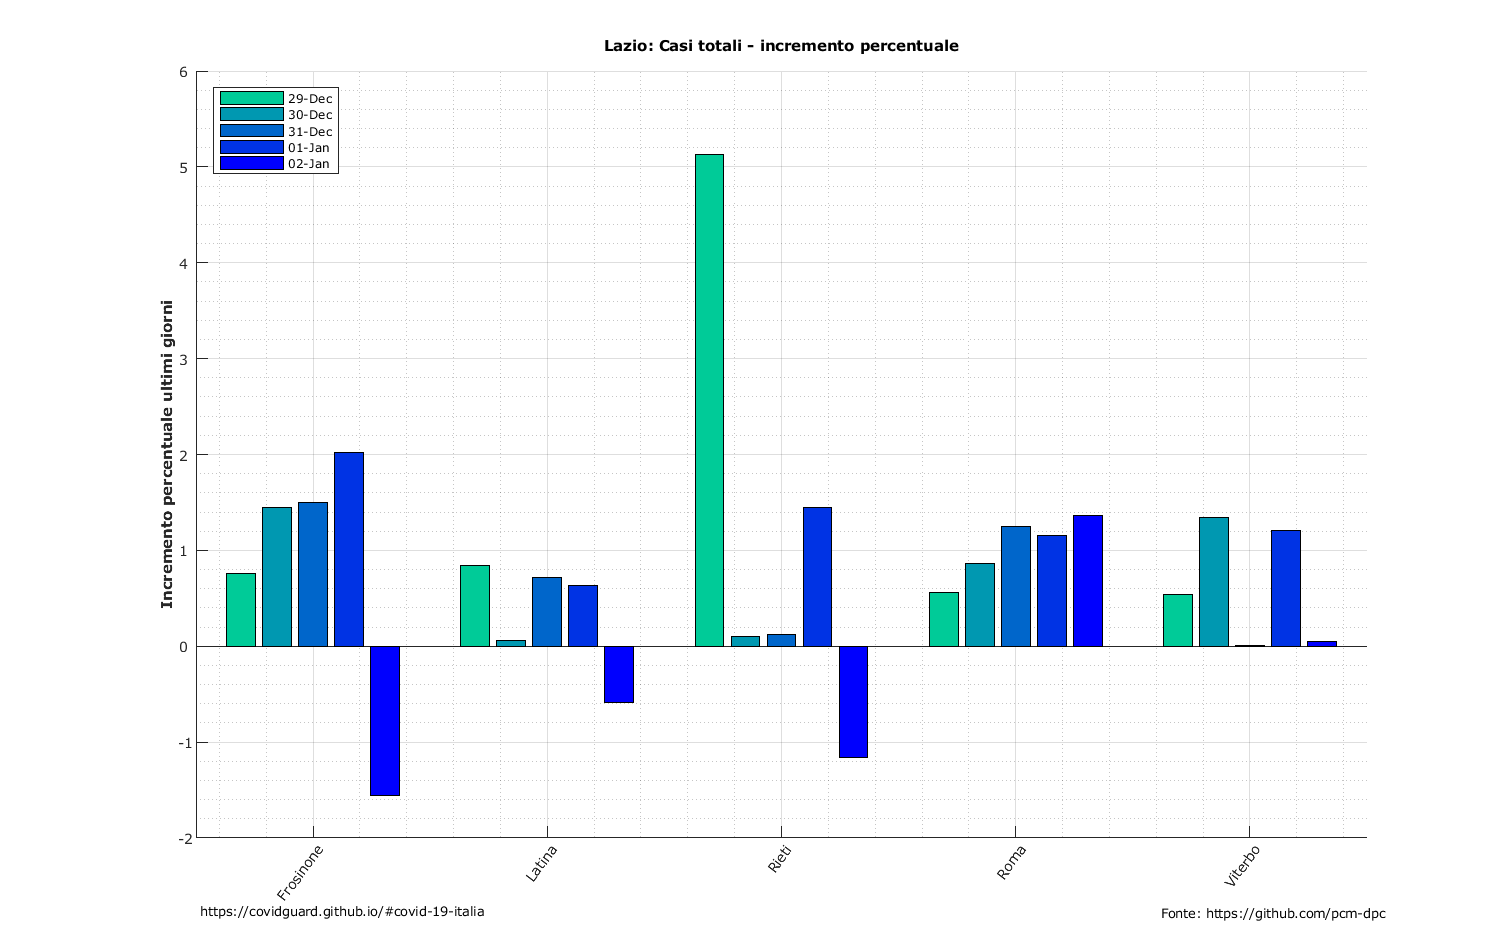 Lazio: Casi totali - incremento percentuale
6
5
4
3
2
1
0
-1
-2
Incremento percentuale ultimi giorni
29-Dec
30-Dec
31-Dec
01-Jan
02-Jan
Frosinone
Latina
Rieti
Roma
Viterbo
https://covidguard.github.io/#covid-19-italia
Fonte: https://github.com/pcm-dpc